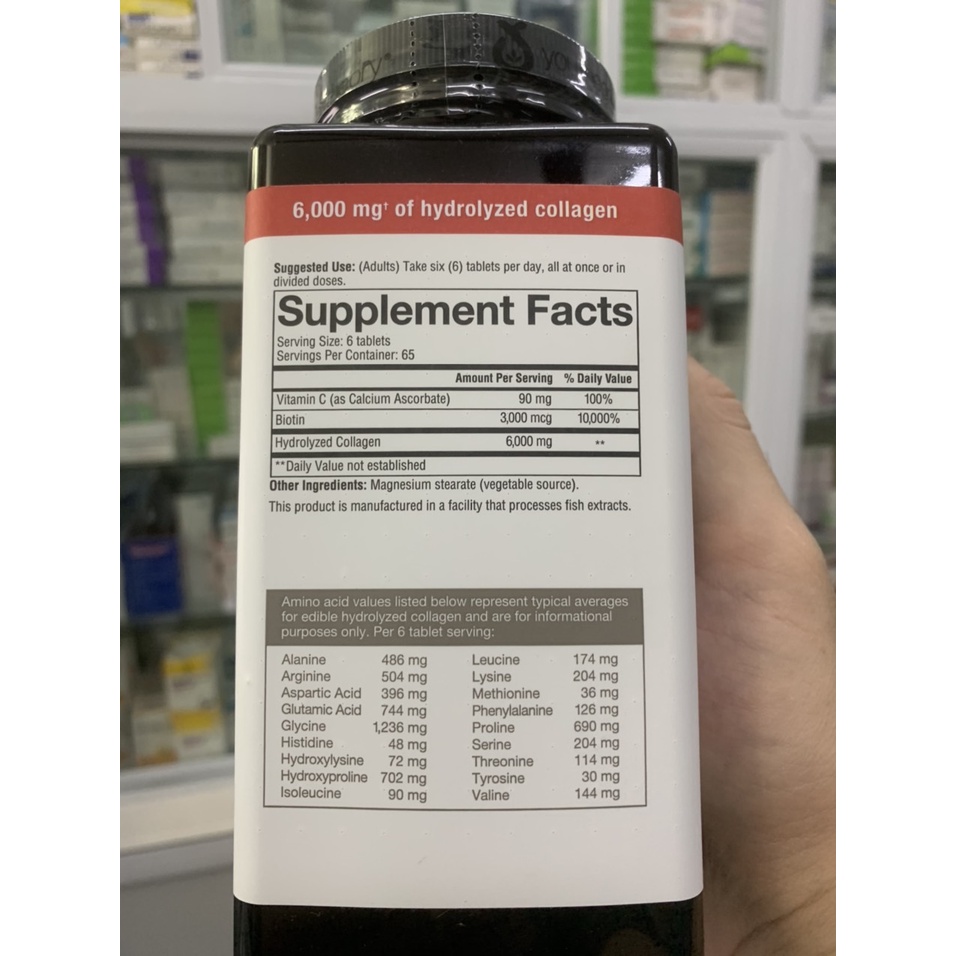 6,000 mg† of hydrolyzed collagen
Suggested Use: (Adults) Take six (6) tablets per day, all at once or in
divided doses.
Supplement Facts
Serving Size: 6 tablets
Servings Per Container: 65
Amount Per Serving % Daily Value
Vitamin C (as Calcium Ascorbate) 90 mg 100%
Biotin 3,000 mcg 10,000%
Hydrolyzed Collagen 6,000 mg **
**Daily Value not established
Other Ingredients: Magnesium stearate (vegetable source).
This product is manufactured in a facility that processes fish extracts.
Amino acid values listed below represent typical averages
for edible hydrolyzed collagen and are for informational
purposes only. Per 6 tablet serving:
Alanine 486 mg Leucine 174 mg
Arginine 504 mg Lysine 204 mg
Aspartic Acid 396 mg Methionine 36 mg
Glutamic Acid 744 mg Phenylalanine 126 mg
Glycine 1,236 mg Proline 690 mg
Histidine 48 mg Serine 204 mg
Hydroxylysine 72 mg Threonine 114 mg
Hydroxyproline 702 mg Tyrosine 30 mg
Isoleucine 90 mg Valine 144 mg